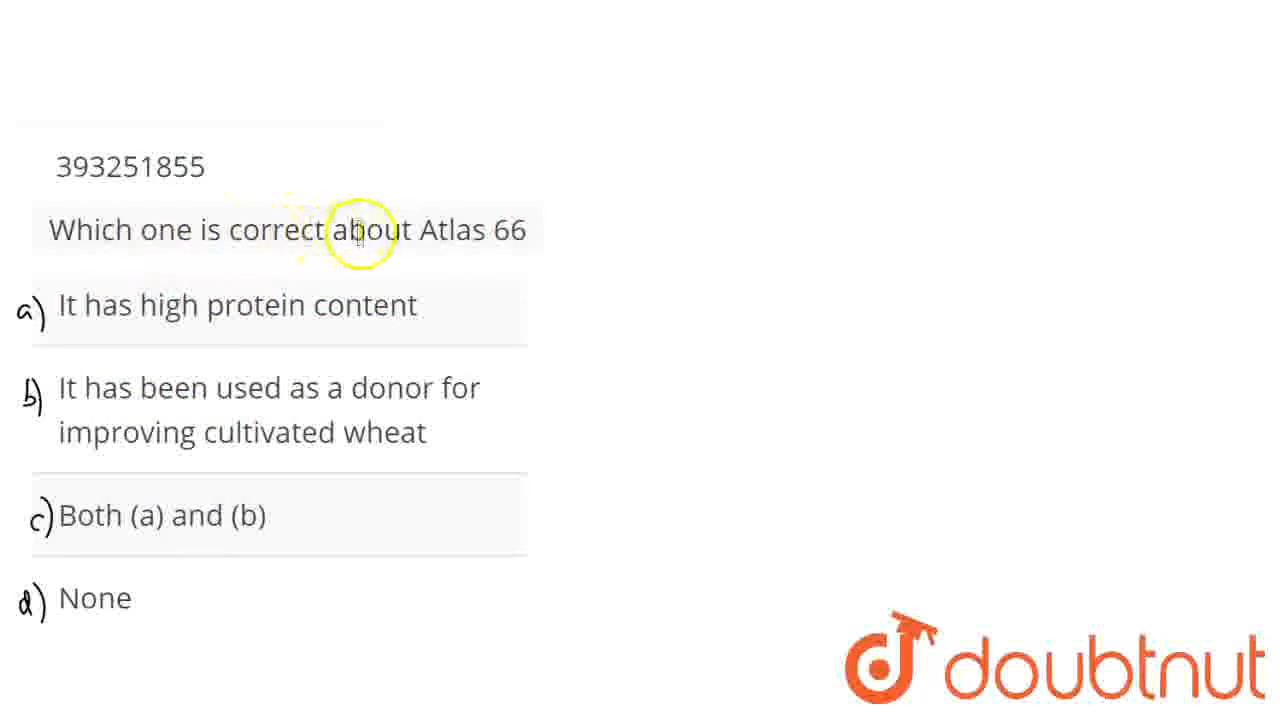 393251855
Which one is correct about Atlas 66
a) It has high protein content
b) It has been used as a donor for
improving cultivated wheat
c) Both (a) and (b)
d) None
doubtnut